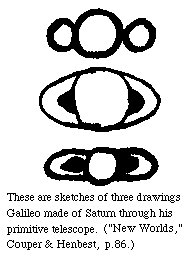 These are sketches of three drawings
Galileo made of Saturn through his
primitive telescope. ("New Worlds,"
Couper & Henbest, p.86.)